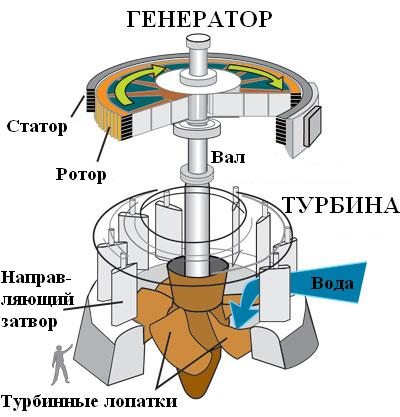 ГЕНЕРАТОР
Статор
Ротор
Вал
ТУРБИНА
Направ-
ляющий
затвор
Вода
Турбинные лопатки